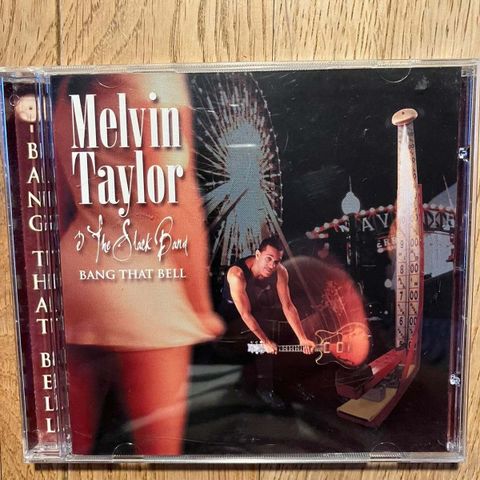 BANG THAT BELL
Melvin
Taylor
& The Slack Band
BANG THAT BELL